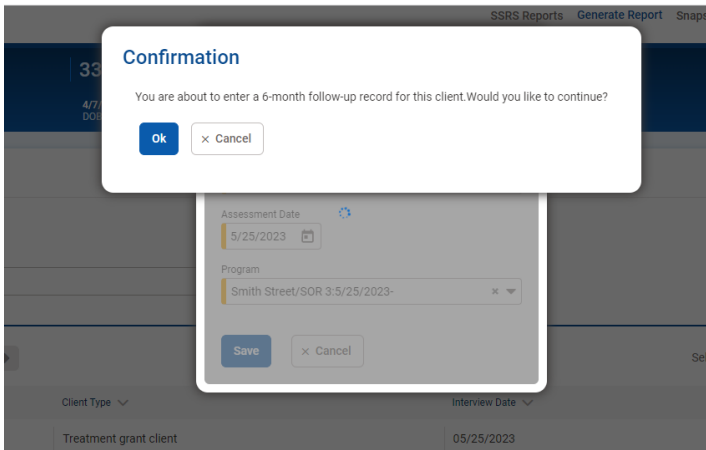 SSRS Reports Generate Report Snaps
Confirmation
33
You are about to enter a 6-month follow-up record for this client.Would you like to continue?
4/7/
DOB
Ok × Cancel
Assessment Date
5/25/2023
Program
Smith Street/SOR 3:5/25/2023-
Save × Cancel
Sel
Client Type Interview Date
Treatment grant client 05/25/2023